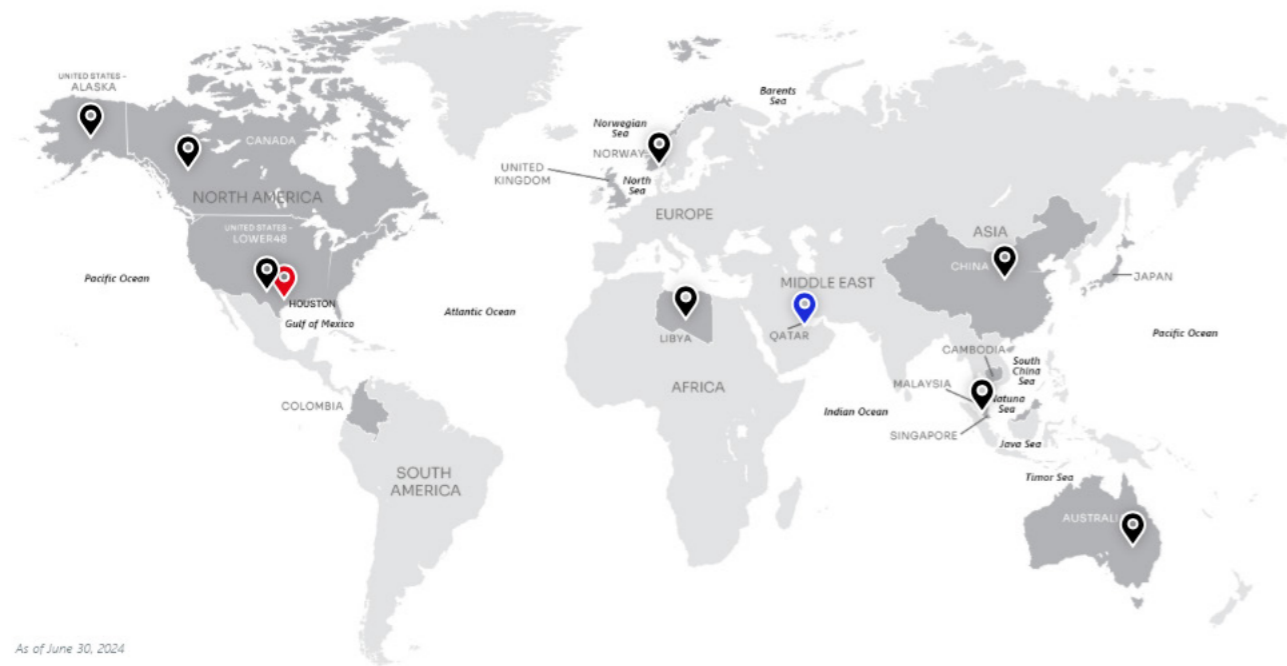 UNITED STATES –
ALASKA
CANADA
NORTH AMERICA
UNITED STATES –
LOWER48
HOUSTON
Gulf of Mexico
Pacific Ocean
Atlantic Ocean
COLOMBIA
SOUTH
AMERICA
Barents
Sea
Norwegian
Sea
NORWAY
UNITED
KINGDOM
North
Sea
EUROPE
MIDDLE EAST
QATAR
LIBYA
AFRICA
Indian Ocean
ASIA
CHINA
JAPAN
Pacific Ocean
CAMBODIA
South
China
Sea
MALAYSIA
Natuna
Sea
SINGAPORE
Java Sea
Timor Sea
AUSTRALI
As of June 30, 2024